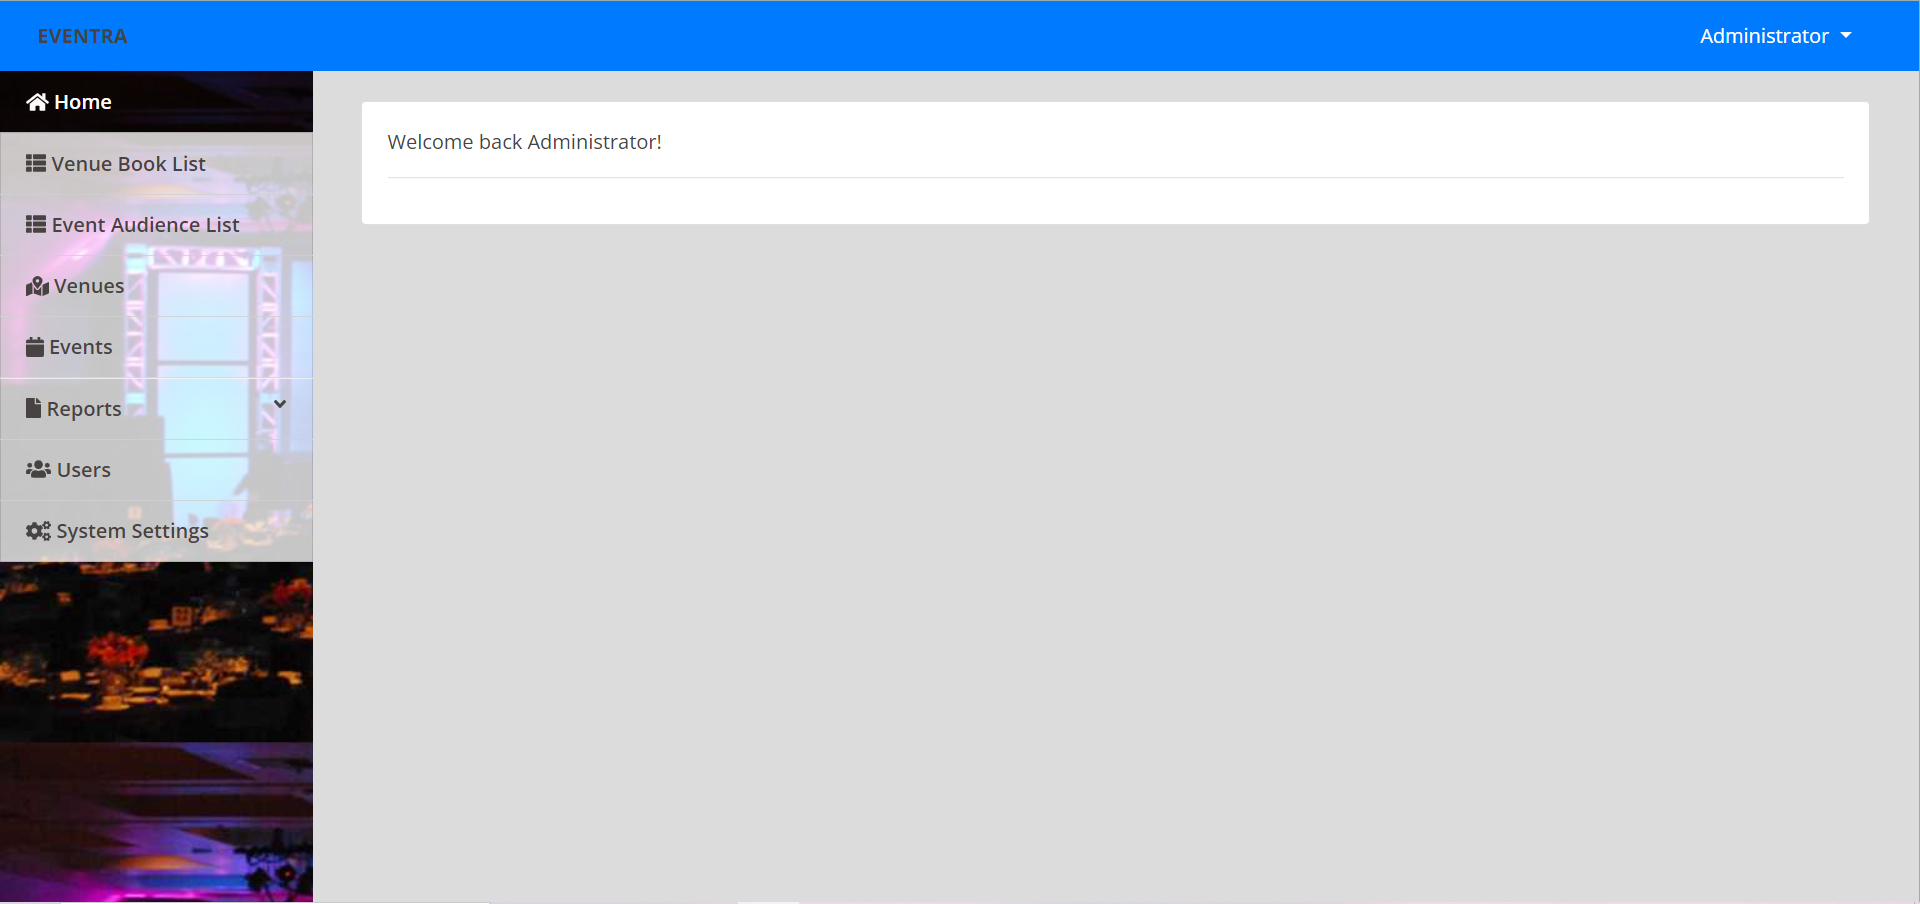 EVENTRA
Administrator
Home
Venue Book List
Event Audience List
Venues
Events
Reports
Users
System Settings
Welcome back Administrator!